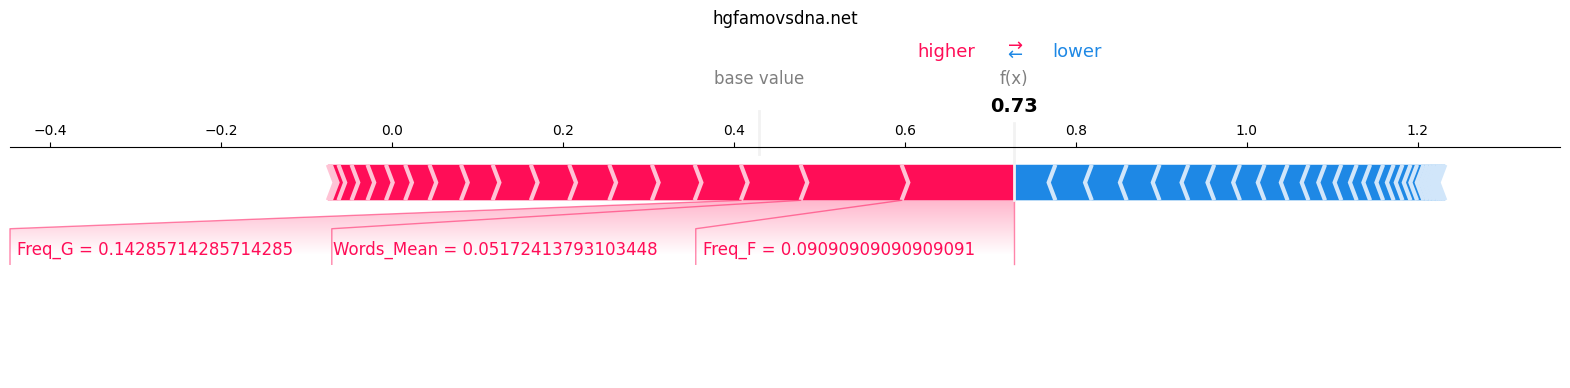 hgfamovsdna.net
higher ⇄ lower
base value f(x)
0.73
−0.4 −0.2 0.0 0.2 0.4 0.6 0.8 1.0 1.2
Freq_G = 0.14285714285714285 Words_Mean = 0.05172413793103448 Freq_F = 0.09090909090909091